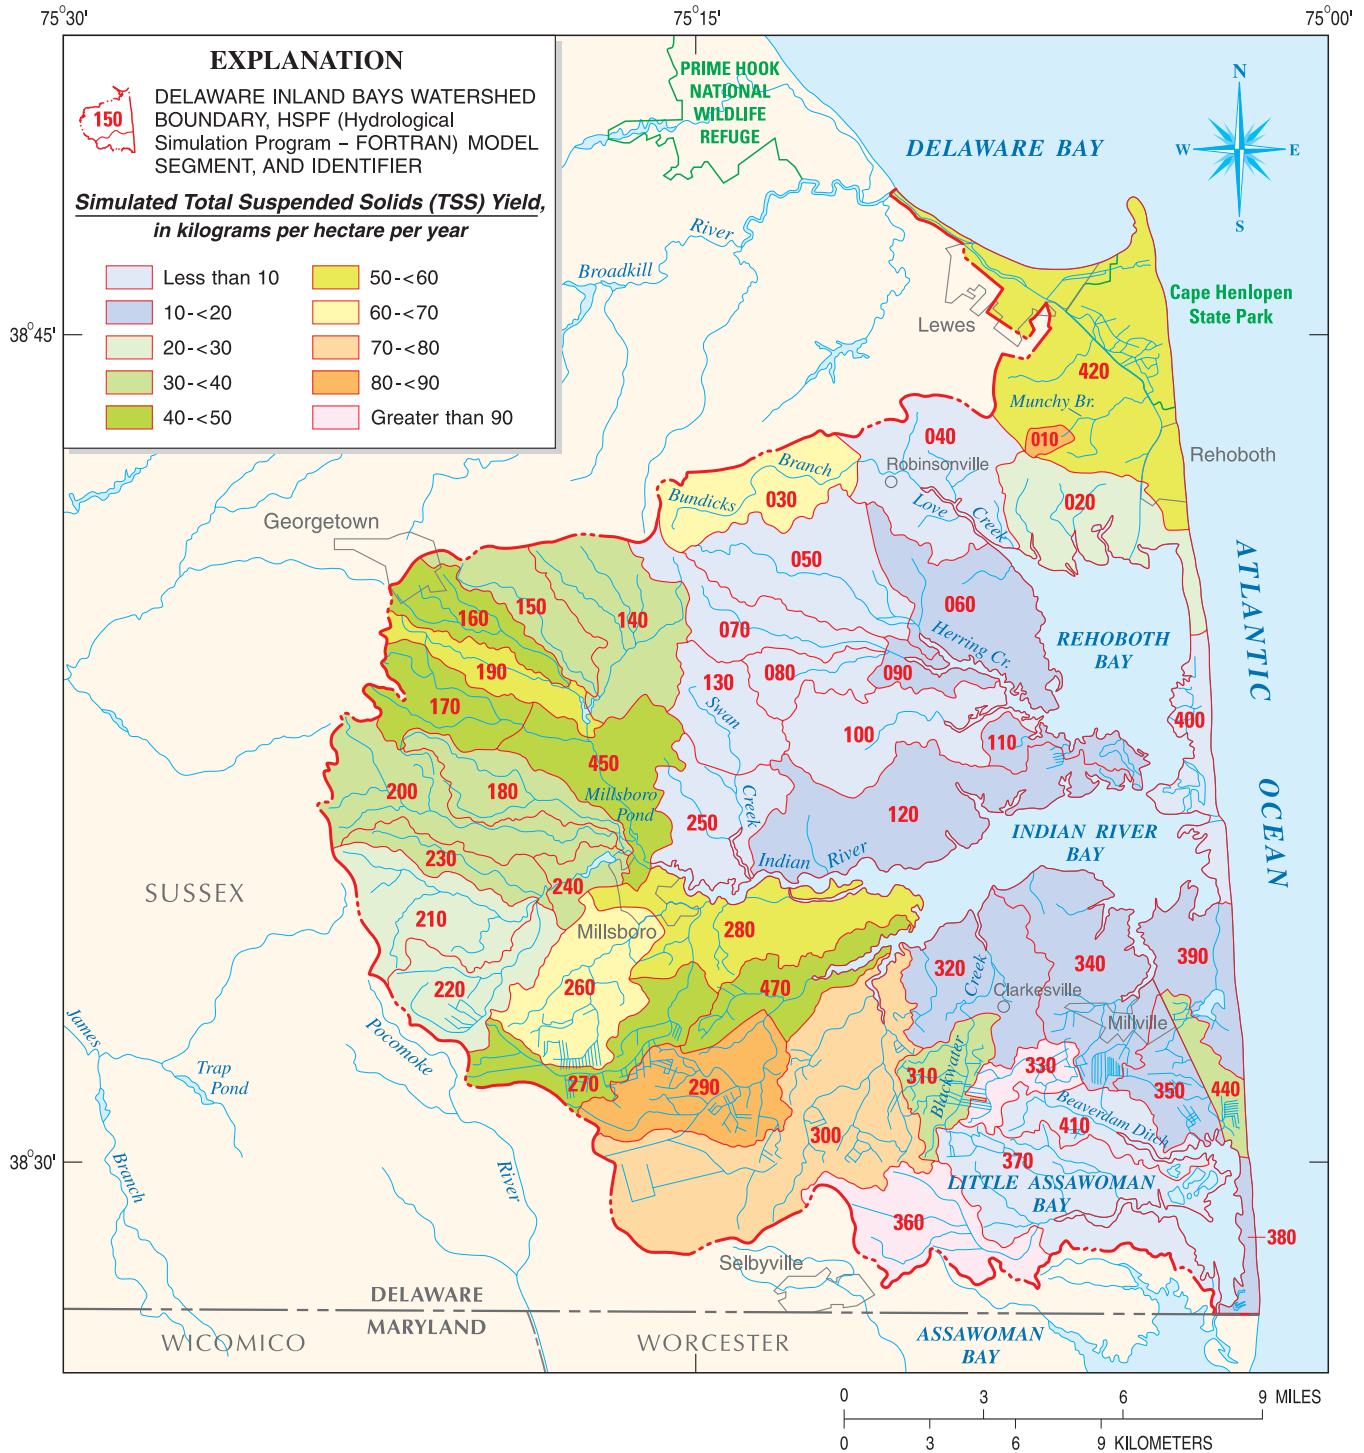 75°30'
75°15'
75°00'
EXPLANATION
150
DELAWARE INLAND BAYS WATERSHED
BOUNDARY, HSPF (Hydrological
Simulation Program – FORTRAN) MODEL
SEGMENT, AND IDENTIFIER
Simulated Total Suspended Solids (TSS) Yield,
in kilograms per hectare per year
Less than 10
10-<20
20-<30
30-<40
40-<50
50-<60
60-<70
70-<80
80-<90
Greater than 90
PRIME HOOK
NATIONAL
WILDLIFE
REFUGE
DELAWARE BAY
N
W
E
S
River
Broadkill
Lewes
Cape Henlopen
State Park
38°45'
420
Munchy Br.
010
Rehoboth
040
Robinsonville
Branch
Bundicks
030
Love
Creek
020
Georgetown
050
ATLANTIC
OCEAN
060
Herring Cr.
REHOBOTH
BAY
150
140
160
070
190
130
080
090
Swan
Creek
170
100
110
400
450
200
180
Millsboro
Pond
250
120
INDIAN RIVER
BAY
230
Indian
River
240
SUSSEX
210
Millsboro
280
320
Creek
340
390
220
260
470
Clarkesville
Millville
James
Branch
Pocomoke
River
Trap
Pond
270
290
310
Blackwater
330
350
440
Beaverdam Ditch
410
300
370
38°30'
LITTLE ASSAWOMAN
BAY
360
380
Selbyville
DELAWARE
MARYLAND
WICOMICO
WORCESTER
ASSAWOMAN
BAY
0
3
6
9 MILES
0
3
6
9 KILOMETERS